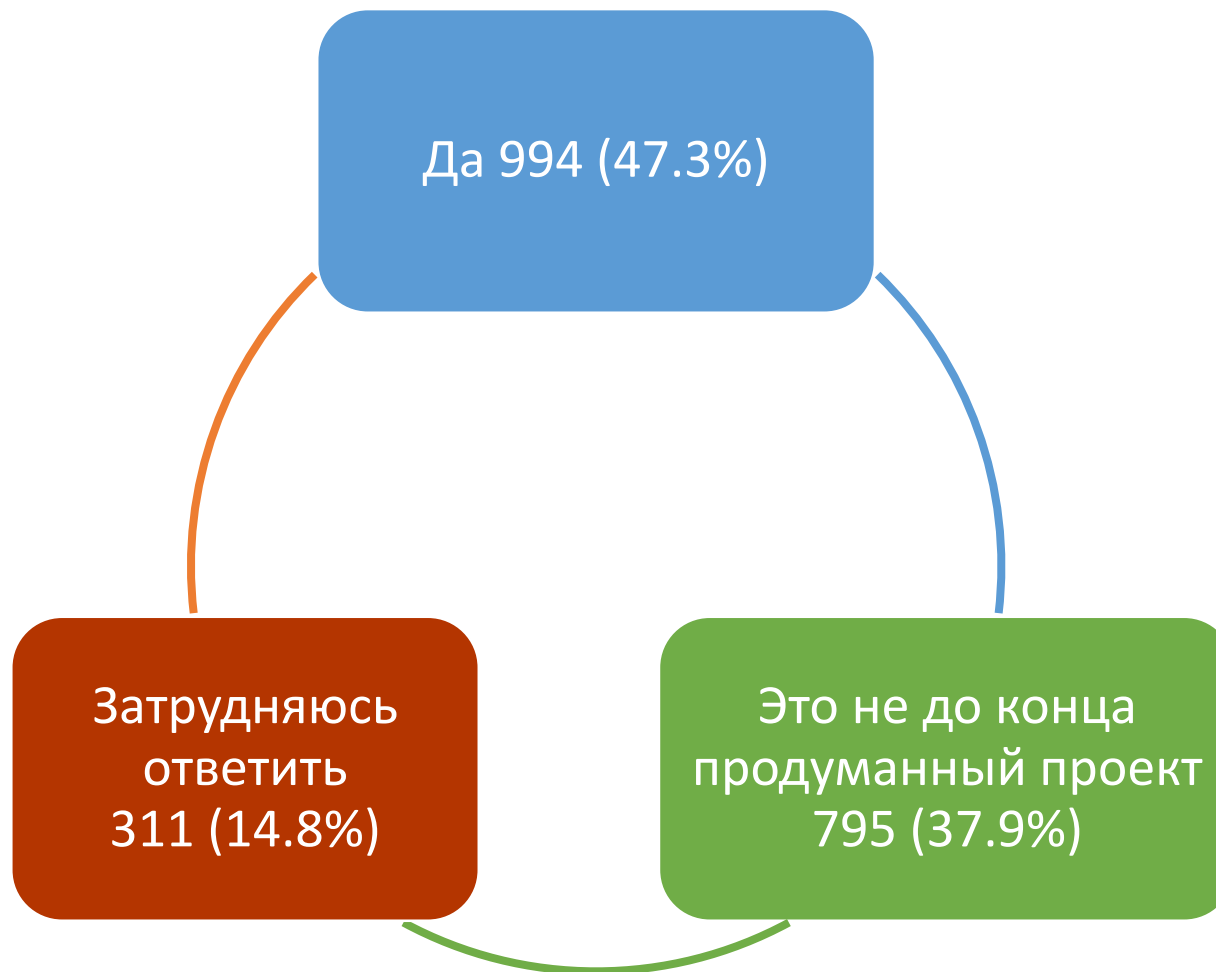 Да 994 (47.3%)
Затрудняюсь
ответить
311 (14.8%)
Это не до конца
продуманный проект
795 (37.9%)